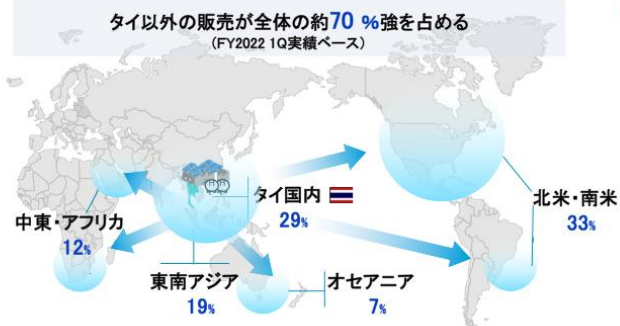 タイ以外の販売が全体の約70 %強を占める
(FY2022 1Q実績ベース)
タイ国内
29%
北米・南米
33%
中東・アフリカ
12%
東南アジア
19%
オセアニア
7%